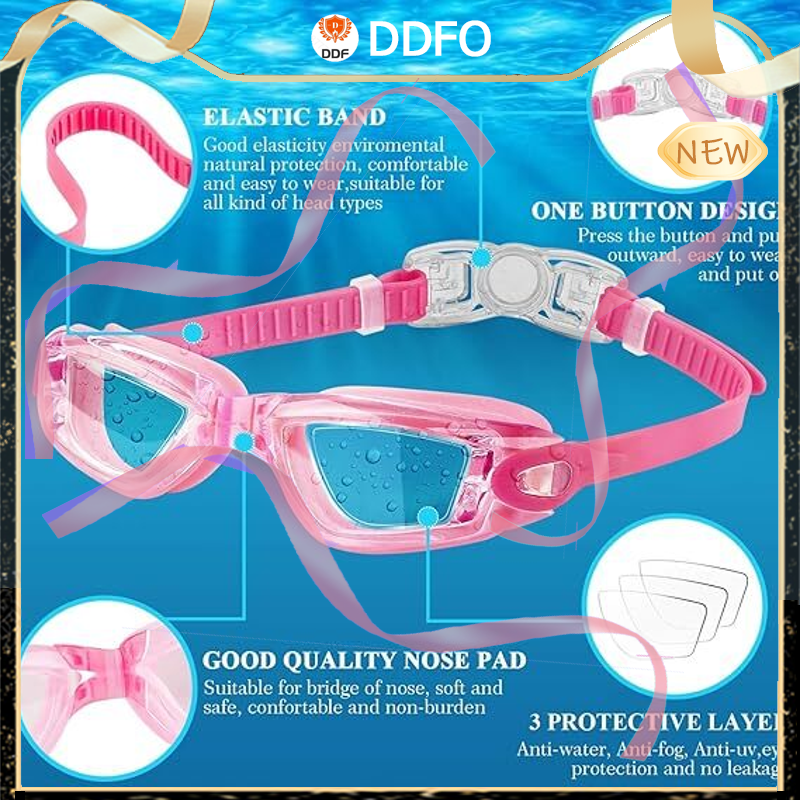 DDF
DDFO
NEW
ELASTIC BAND
Good elasticity enviromental
natural protection, comfortable
and easy to wear,suitable for
all kind of head types
ONE BUTTON DESIG
Press the button and pu
outward, easy to wea
and put o
GOOD QUALITY NOSE PAD
Suitable for bridge of nose, soft and
safe, confortable and non-burden
3 PROTECTIVE LAYE
Anti-water, Anti-fog, Anti-uv,ey
protection and no leakag